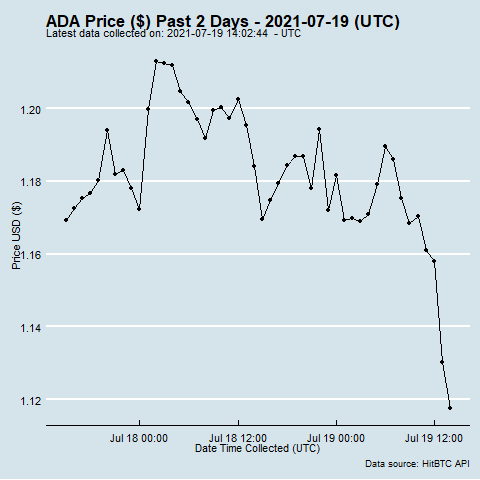 ADA Price ($) Past 2 Days - 2021-07-19 (UTC)
Latest data collected on: 2021-07-19 14:02:44 - UTC
Price USD ($)
1.20
1.18
1.16
1.14
1.12
Jul 18 00:00 Jul 18 12:00 Jul 19 00:00 Jul 19 12:00
Date Time Collected (UTC)
Data source: HitBTC API